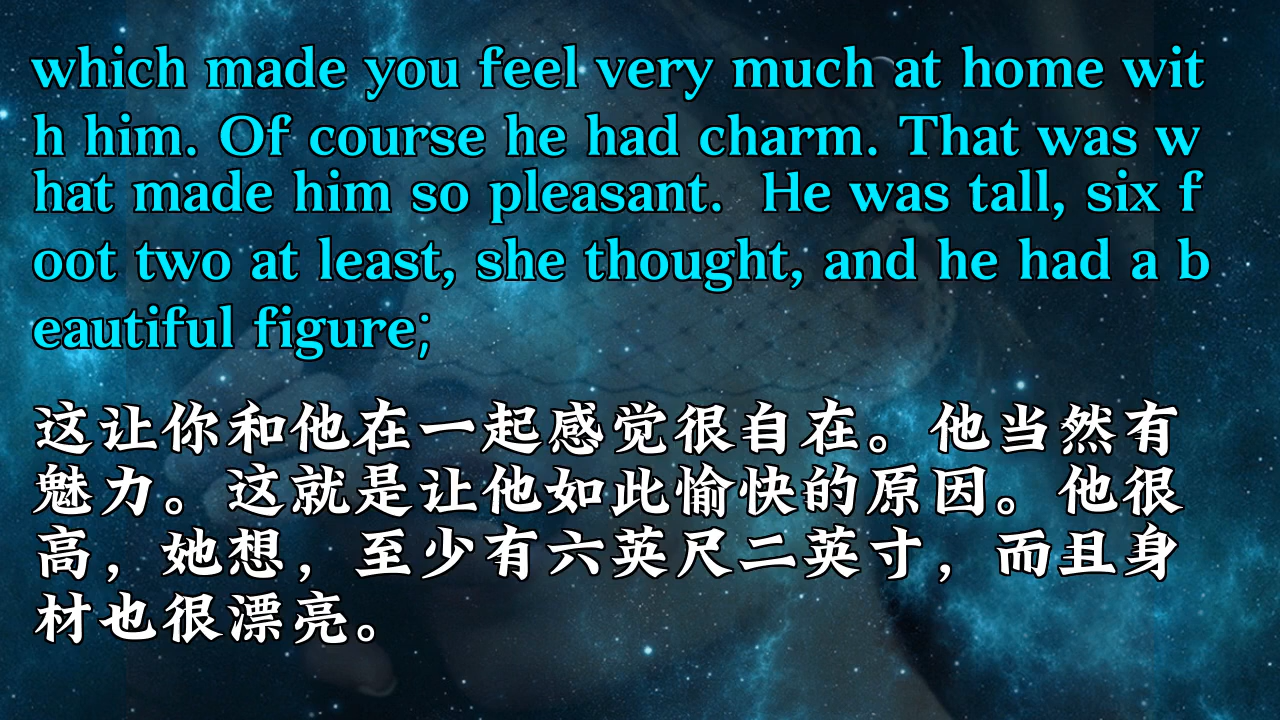 which made you feel very much at home wit
h him. Of course he had charm. That was w
hat made him so pleasant.  He was tall, six f
oot two at least, she thought, and he had a b
eautiful figure;
这让你和他在一起感觉很自在。他当然有
魅力。这就是让他如此愉快的原因。他很
高，她想，至少有六英尺二英寸，而且身
材也很漂亮。